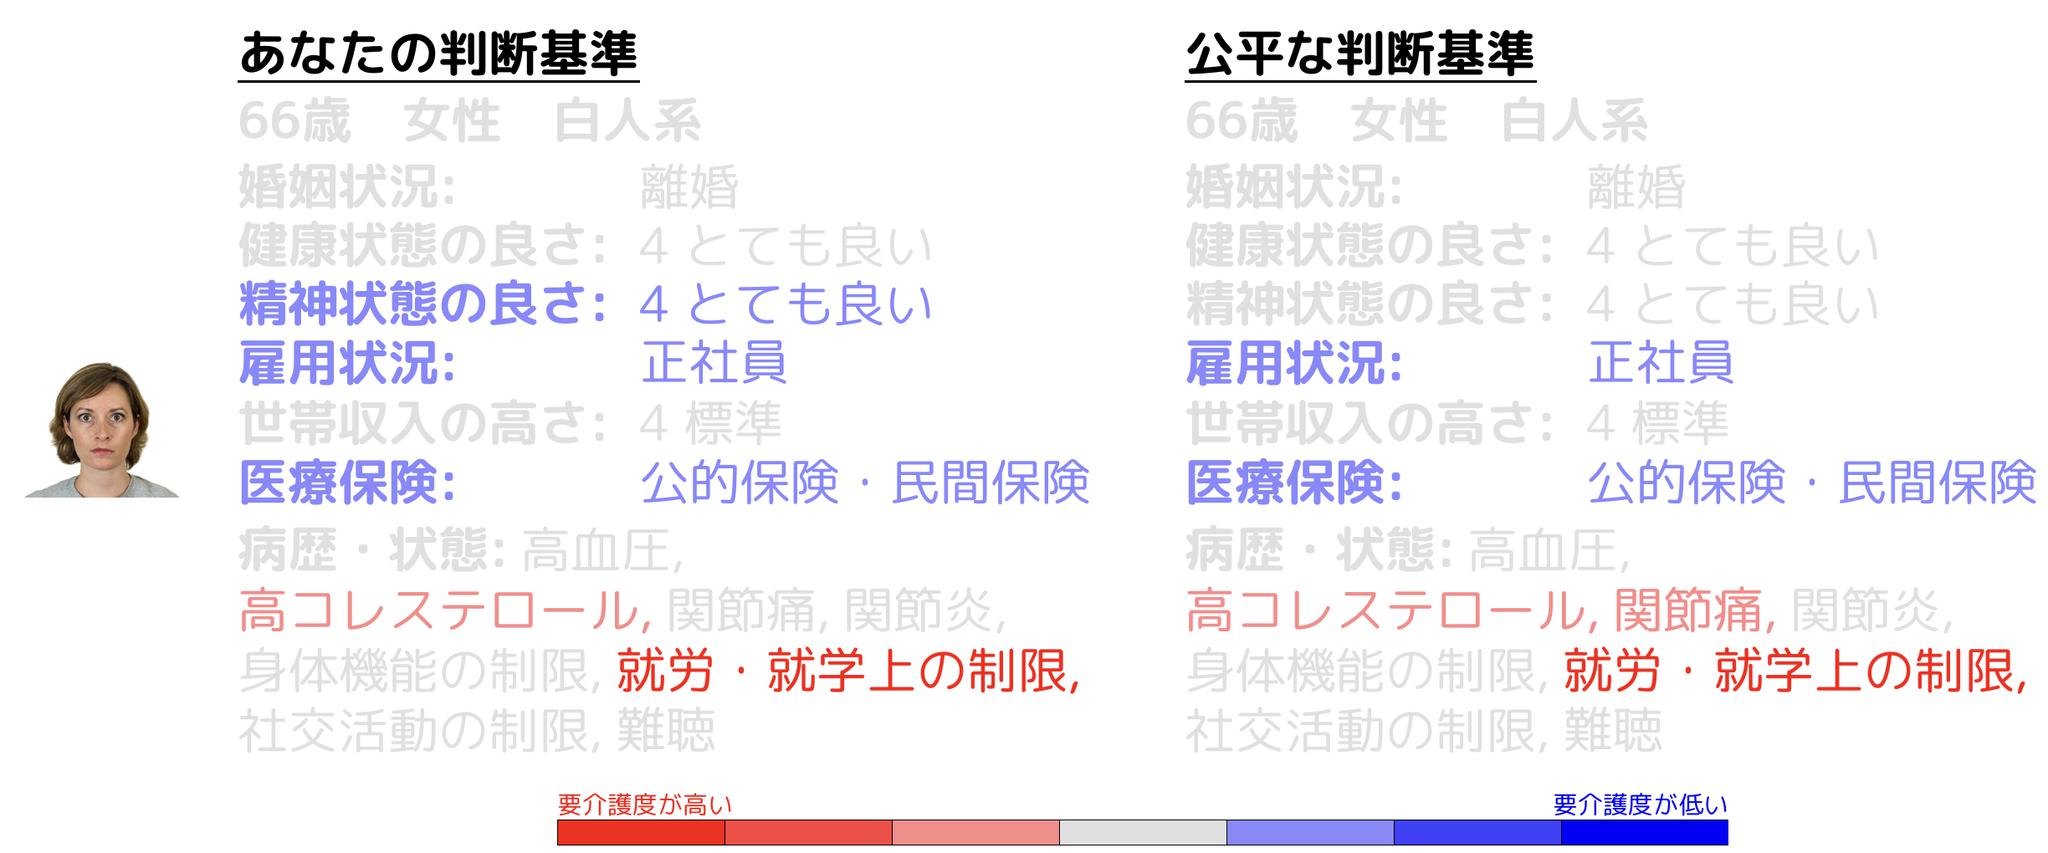 あなたの判断基準
66歳　女性　白人系
婚姻状況: 離婚
健康状態の良さ: 4 とても良い
精神状態の良さ: 4 とても良い
雇用状況: 正社員
世帯収入の高さ: 4 標準
医療保険: 公的保険・民間保険
病歴・状態: 高血圧,
高コレステロール, 関節痛, 関節炎,
身体機能の制限, 就労・就学上の制限,
社交活動の制限, 難聴
公平な判断基準
66歳　女性　白人系
婚姻状況: 離婚
健康状態の良さ: 4 とても良い
精神状態の良さ: 4 とても良い
雇用状況: 正社員
世帯収入の高さ: 4 標準
医療保険: 公的保険・民間保険
病歴・状態: 高血圧,
高コレステロール, 関節痛, 関節炎,
身体機能の制限, 就労・就学上の制限,
社交活動の制限, 難聴
要介護度が高い
要介護度が低い